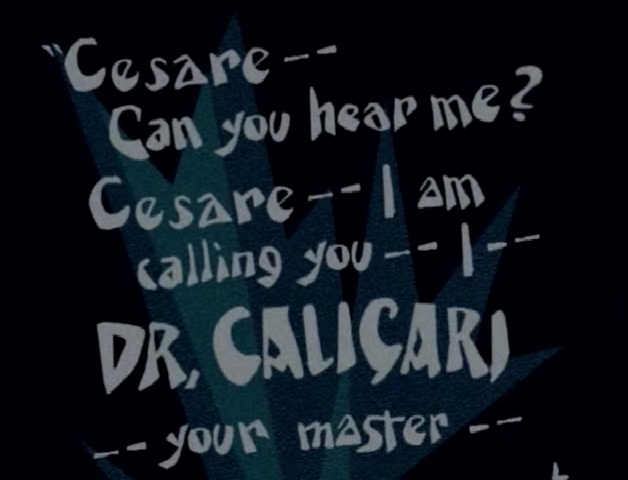 "Cesare--
Can you hear me?
Cesare-- I am
calling you-- I--
DR, CALIGARI
--your master--